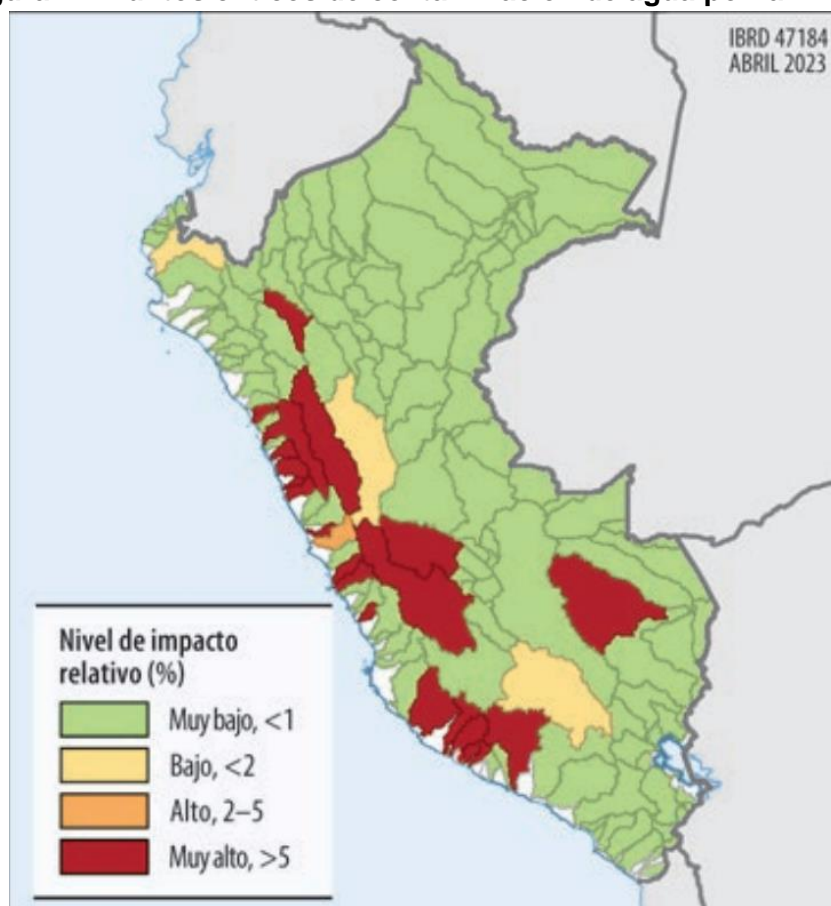 IBRD 47184
ABRIL 2023
Nivel de impacto
relativo (%)
Muy bajo, <1
Bajo, <2
Alto, 2–5
Muy alto, >5